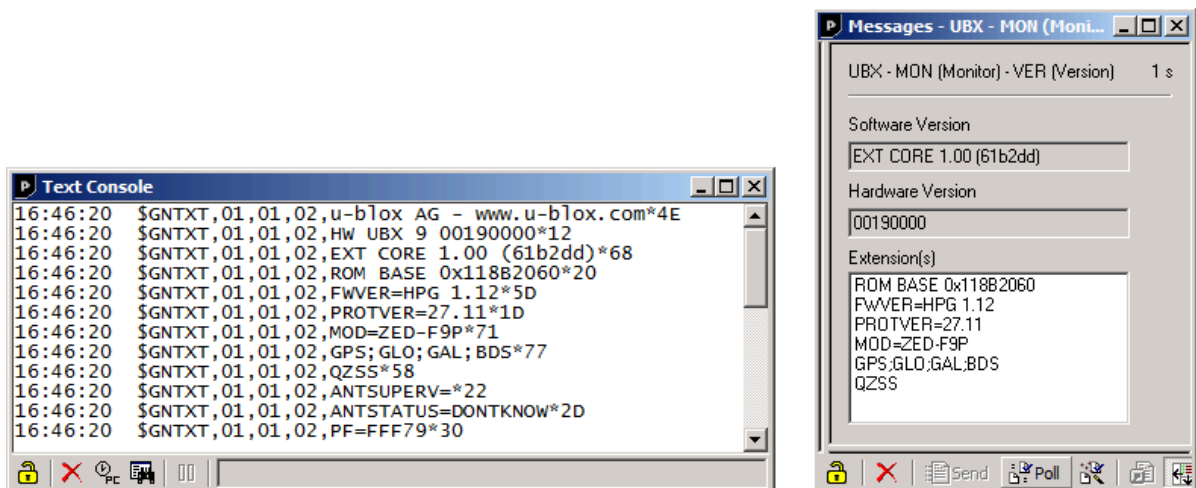 Text Console
16:46:20 $GNTXT,01,01,02,u-blox AG - www.u-blox.com*4E
16:46:20 $GNTXT,01,01,02,HW UBX 9 00190000*12
16:46:20 $GNTXT,01,01,02,EXT CORE 1.00 (61b2dd)*68
16:46:20 $GNTXT,01,01,02,ROM BASE 0x118B2060*20
16:46:20 $GNTXT,01,01,02,FWVER=HPG 1.12*5D
16:46:20 $GNTXT,01,01,02,PROTVER=27.11*1D
16:46:20 $GNTXT,01,01,02,MOD=ZED-F9P*71
16:46:20 $GNTXT,01,01,02,GPS;GLO;GAL;BDS*77
16:46:20 $GNTXT,01,01,02,QZSS*58
16:46:20 $GNTXT,01,01,02,ANTSUPERV=*22
16:46:20 $GNTXT,01,01,02,ANTSTATUS=DONTKNOW*2D
16:46:20 $GNTXT,01,01,02,PF=FFF79*30
PC
Messages - UBX - MON (Moni...
UBX - MON (Monitor) - VER (Version) 1 s
Software Version
EXT CORE 1.00 (61b2dd)
Hardware Version
00190000
Extension(s)
ROM BASE 0x118B2060
FWVER=HPG 1.12
PROTVER=27.11
MOD=ZED-F9P
GPS;GLO;GAL;BDS
QZSS
Send Poll